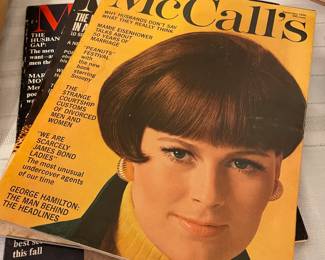 McCall's
WHY HUSBANDS DON'T SAY
WHAT THEY REALLY THINK
MAMIE EISENHOWER
TALKS ABOUT
50 YEARS OF
MARRIAGE
"PEANUTS"
FESTIVAL
with
the new
book
starring
Snoopy
THE
STRANGE
COURTSHIP
CUSTOMS OF
DIVORCED
MEN AND
WOMEN
"WE ARE
SCARCELY
JAMES BOND
LADIES"
The most unusual
undercover agents
of our time
GEORGE HAMILTON:
THE MAN BEHIND
THE HEADLINES
M
THE
HUSBAN
GAP:
best se
this fall